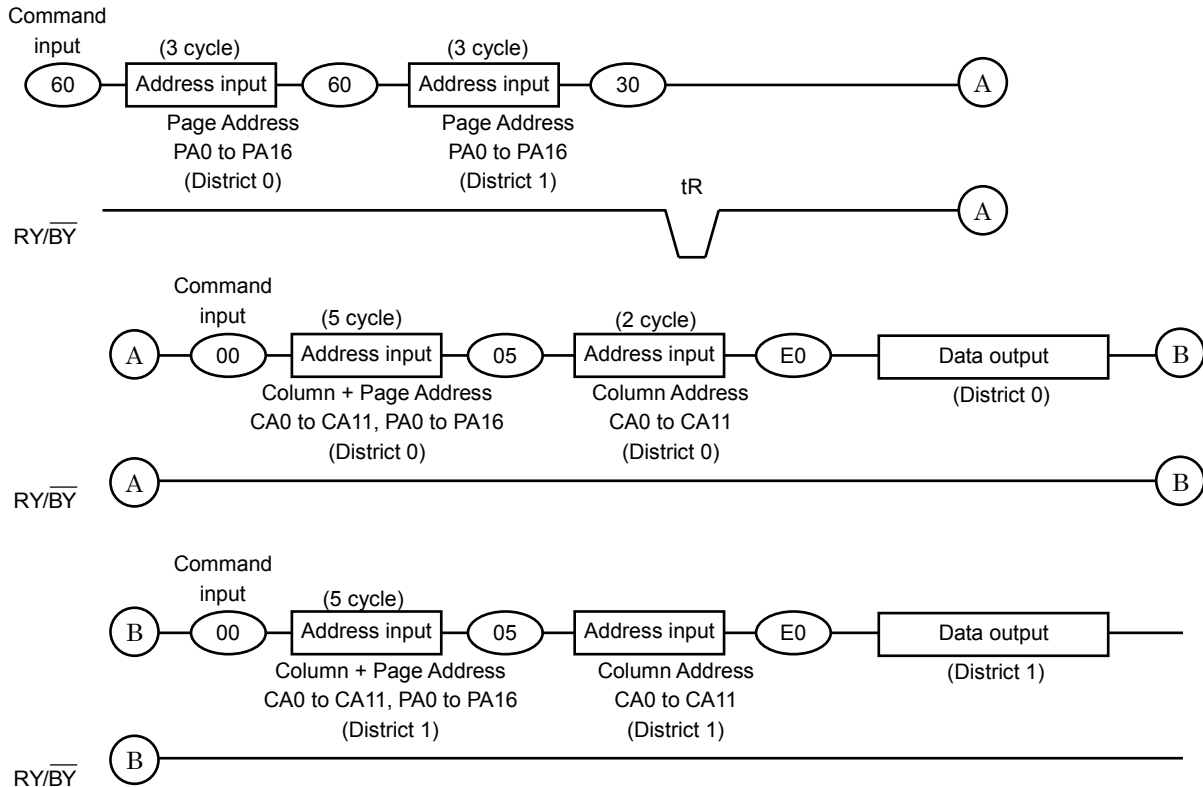 Command
input
(3 cycle) (3 cycle)
60 Address input 60 Address input 30 A
Page Address Page Address
PA0 to PA16 PA0 to PA16
(District 0) (District 1)
tR
RY/BY A
Command
input
(5 cycle) (2 cycle)
A 00 Address input 05 Address input E0 Data output B
Column + Page Address Column Address (District 0)
CA0 to CA11, PA0 to PA16 CA0 to CA11
(District 0) (District 0)
RY/BY A B
Command
input
(5 cycle)
B 00 Address input 05 Address input E0 Data output
Column + Page Address Column Address (District 1)
CA0 to CA11, PA0 to PA16 CA0 to CA11
(District 1) (District 1)
RY/BY B